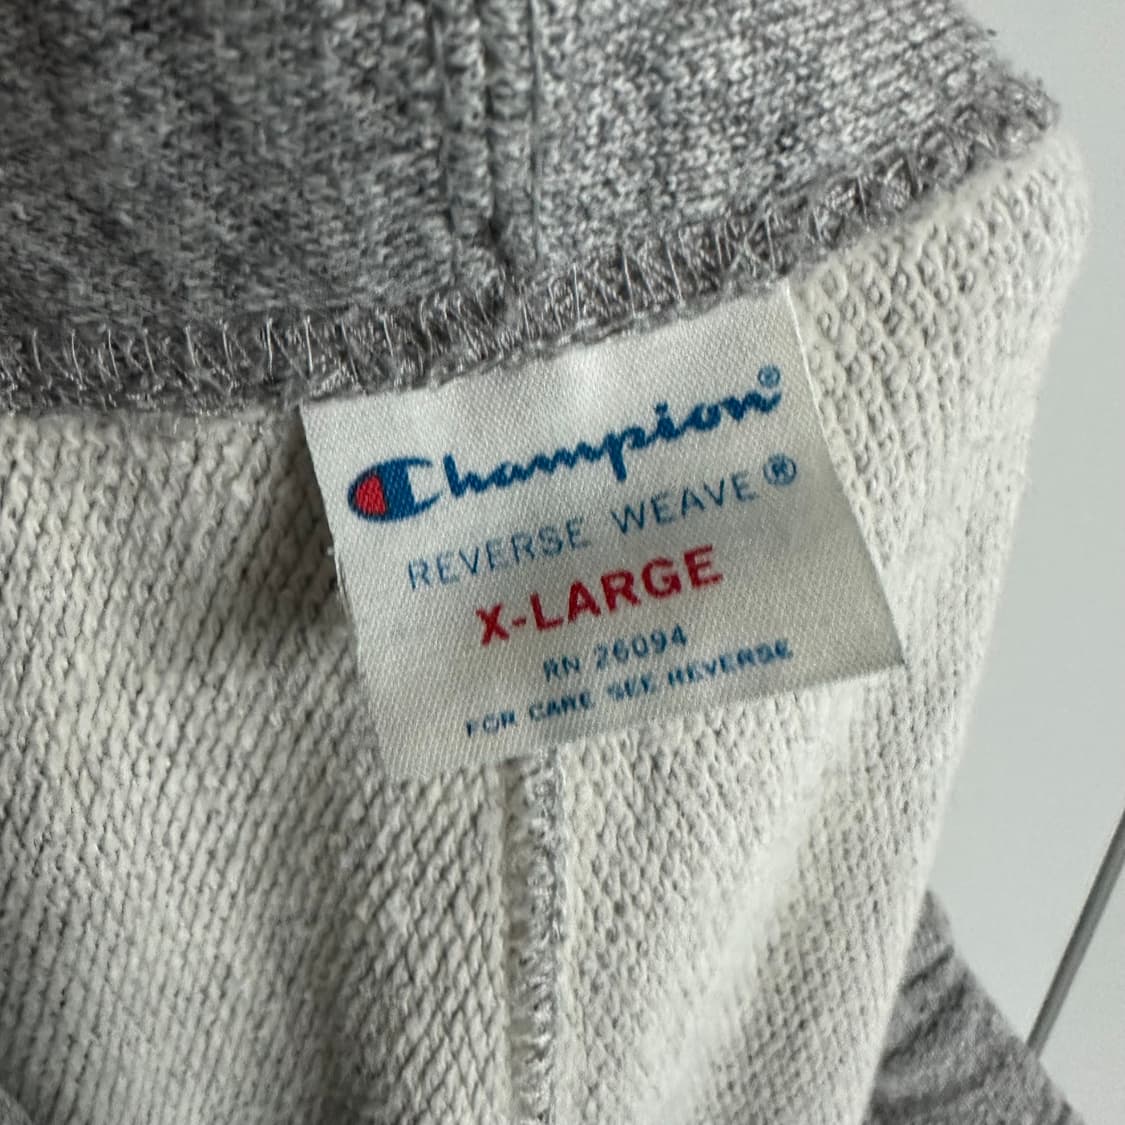 Champion®
REVERSE WEAVE®
X-LARGE
RN 26094
FOR CARE SEE REVERSE